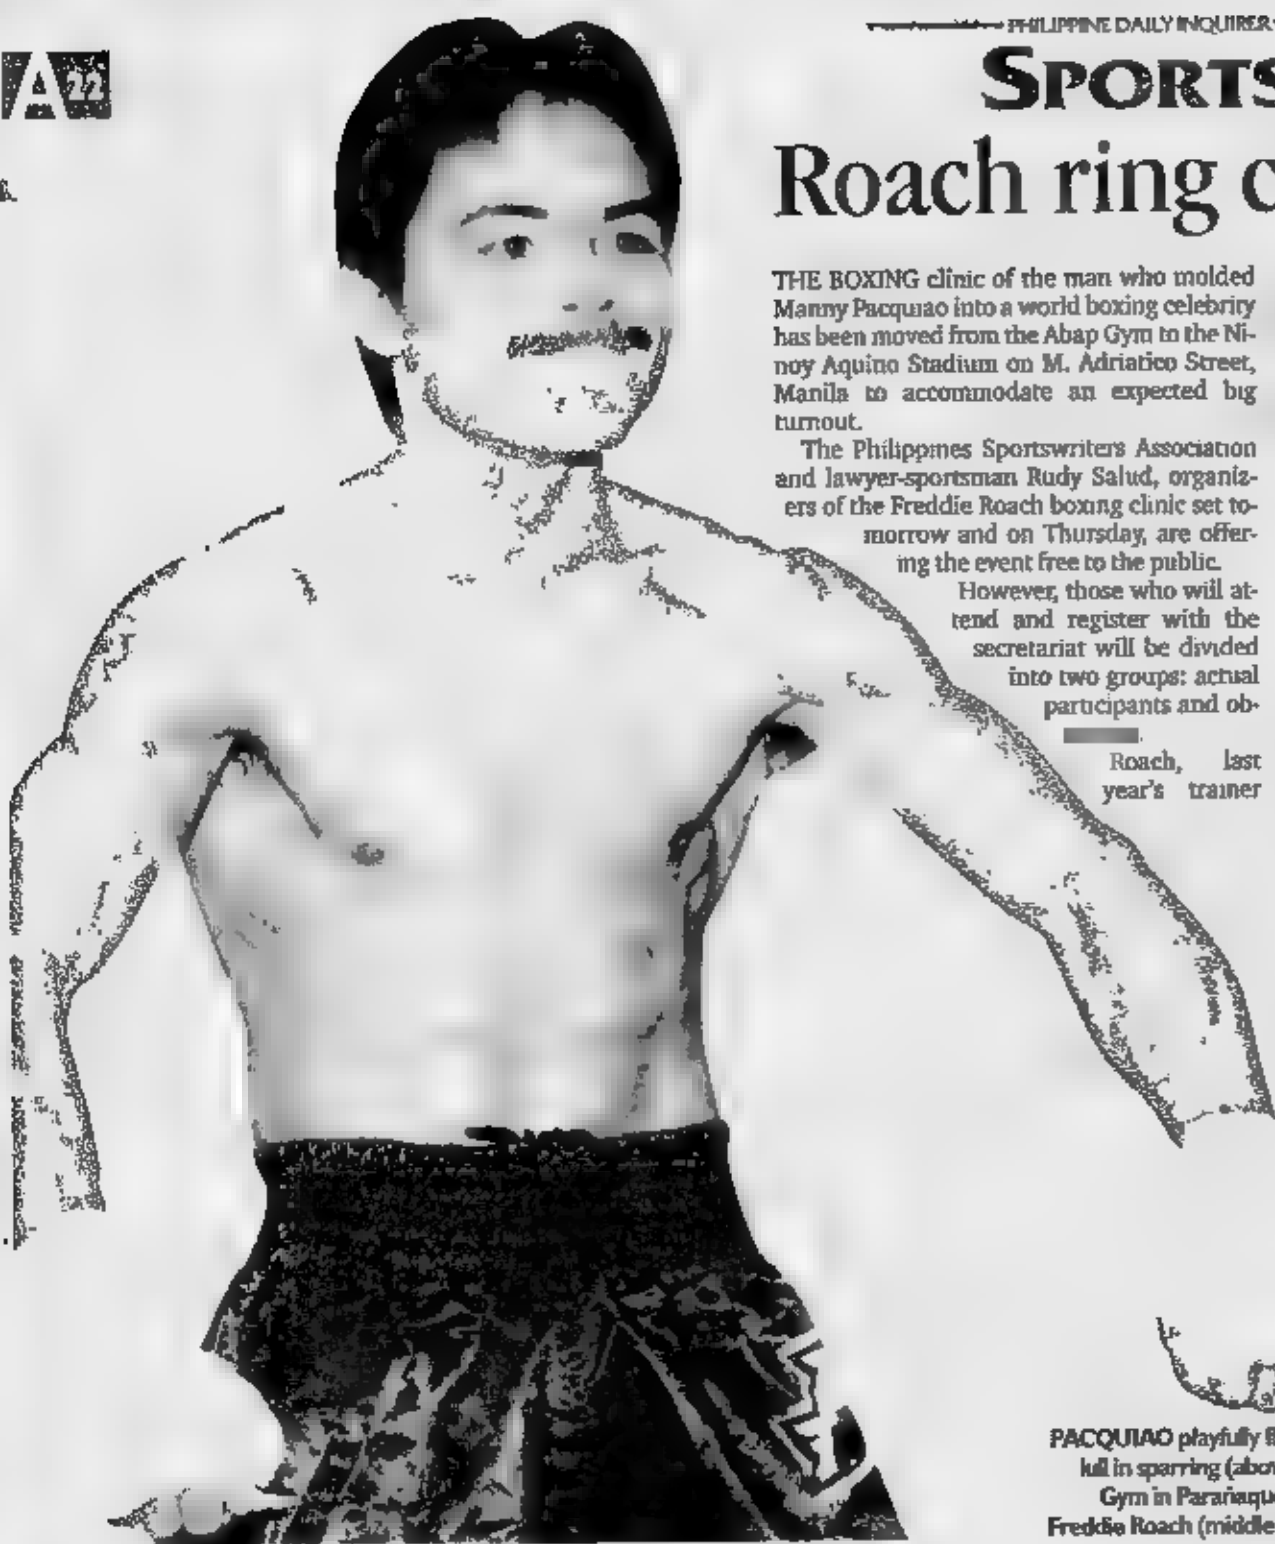 PHILIPPINE DAILY INQUIRER
A22
SPORTS
Roach ring
THE BOXING clinic of the man who molded
Manny Pacquiao into a world boxing celebrity
has been moved from the Abap Gym to the Ni-
noy Aquino Stadium on M. Adriatico Street,
Manila to accommodate an expected big
turnout.
The Philippines Sportswriters Association
and lawyer-sportsman Rudy Salud, organiz-
ers of the Freddie Roach boxing clinic set to-
morrow and on Thursday, are offer-
ing the event free to the public.
However, those who will at-
tend and register with the
secretariat will be divided
into two groups: actual
participants and ob-
Roach, last
year's trainer
PACQUIAO playfully
lull in sparring
Gym in
Freddie Roach (middle